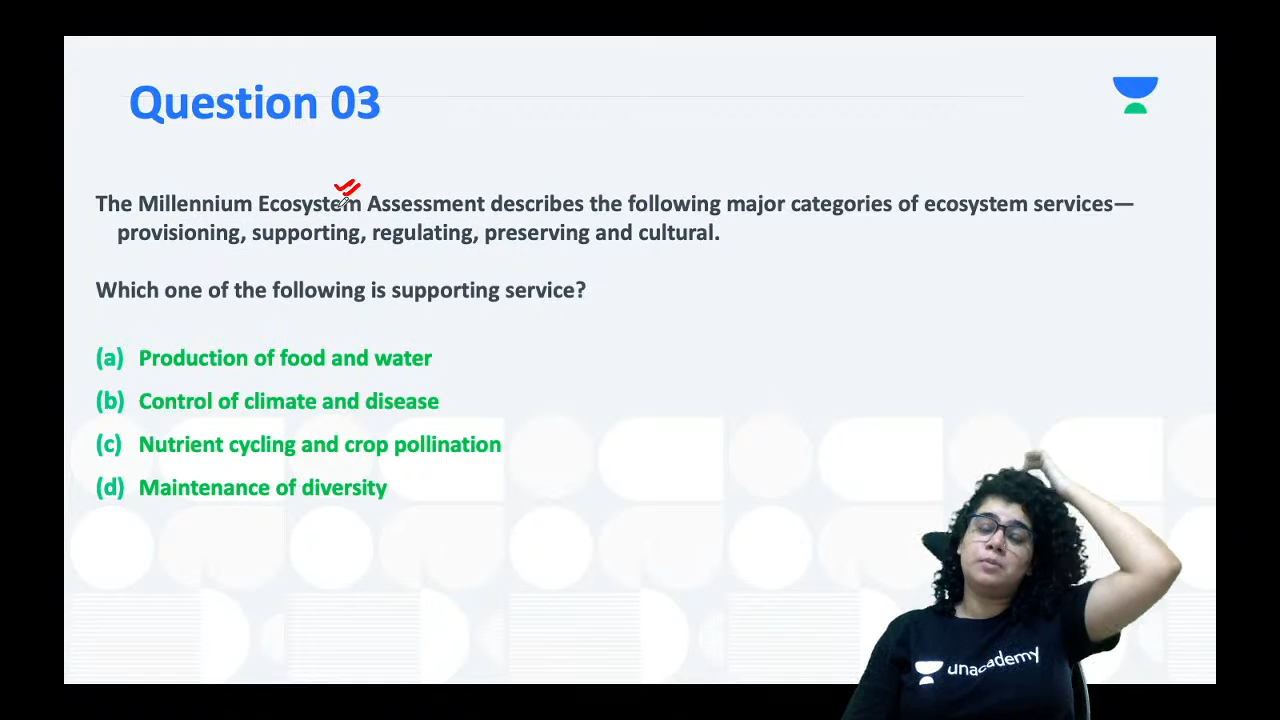 Question 03
The Millennium Ecosystem Assessment describes the following major categories of ecosystem services—
provisioning, supporting, regulating, preserving and cultural.
Which one of the following is supporting service?
(a) Production of food and water
(b) Control of climate and disease
(c) Nutrient cycling and crop pollination
(d) Maintenance of diversity
unacademy